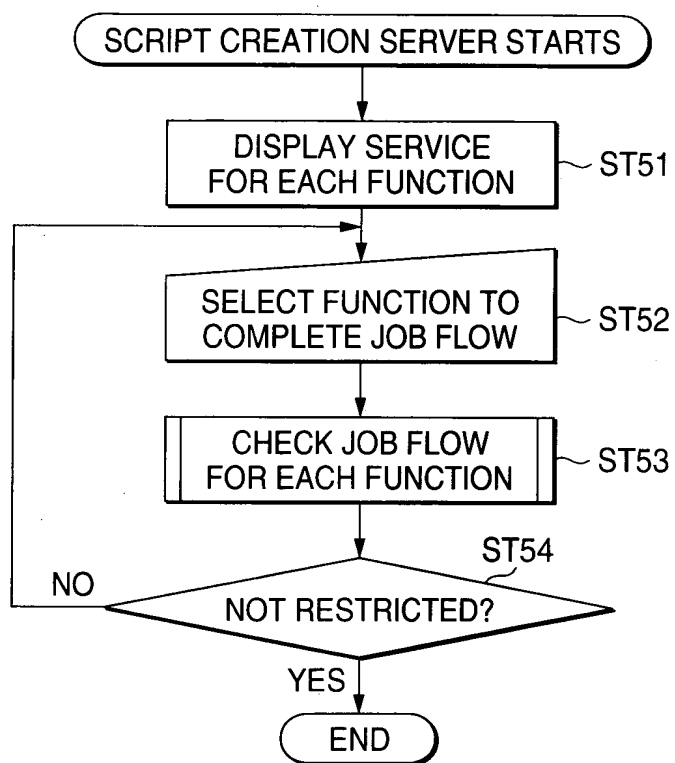 SCRIPT CREATION SERVER STARTS
DISPLAY SERVICE
FOR EACH FUNCTION
ST51
SELECT FUNCTION TO
COMPLETE JOB FLOW
ST52
CHECK JOB FLOW
FOR EACH FUNCTION
ST53
ST54
NO
NOT RESTRICTED?
YES
END